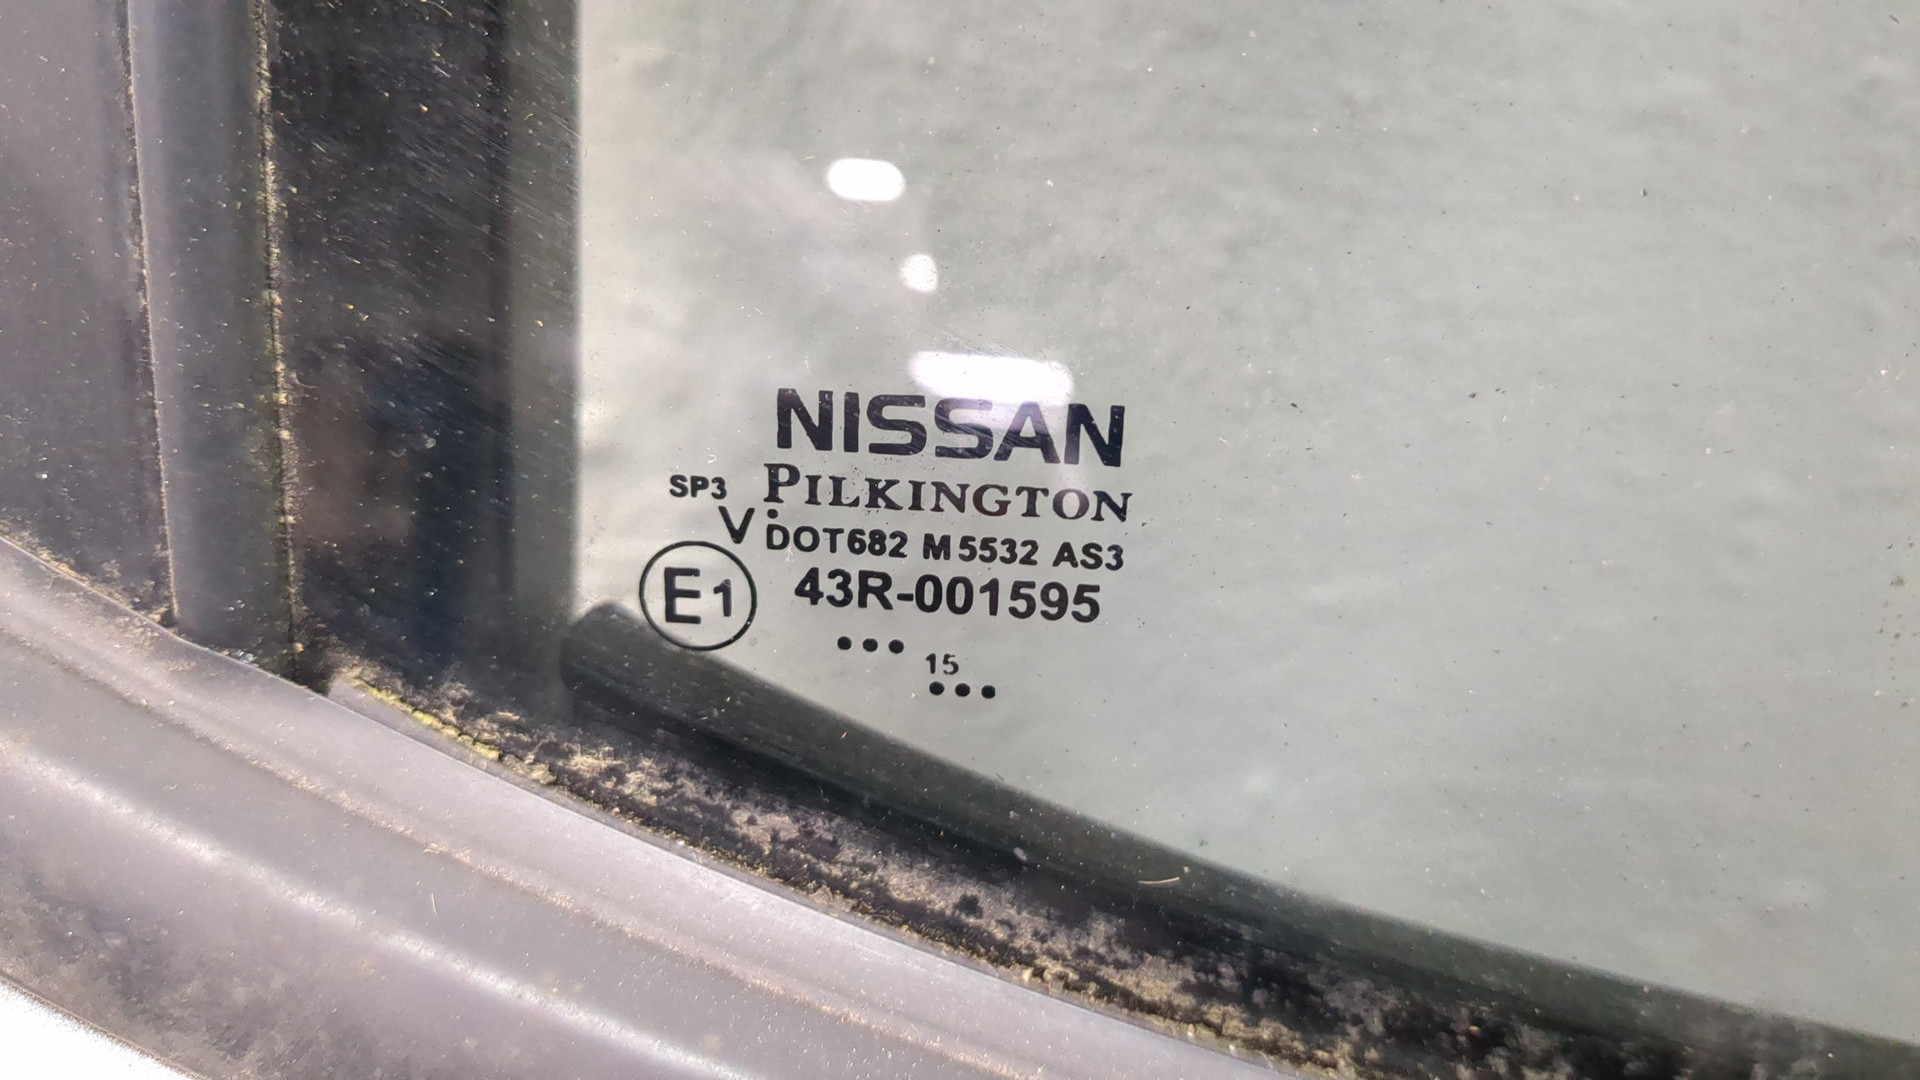 NISSAN
SP3 PILKINGTON
V DOT682 M5532 AS3
E1 43R-001595
•••
15
•••